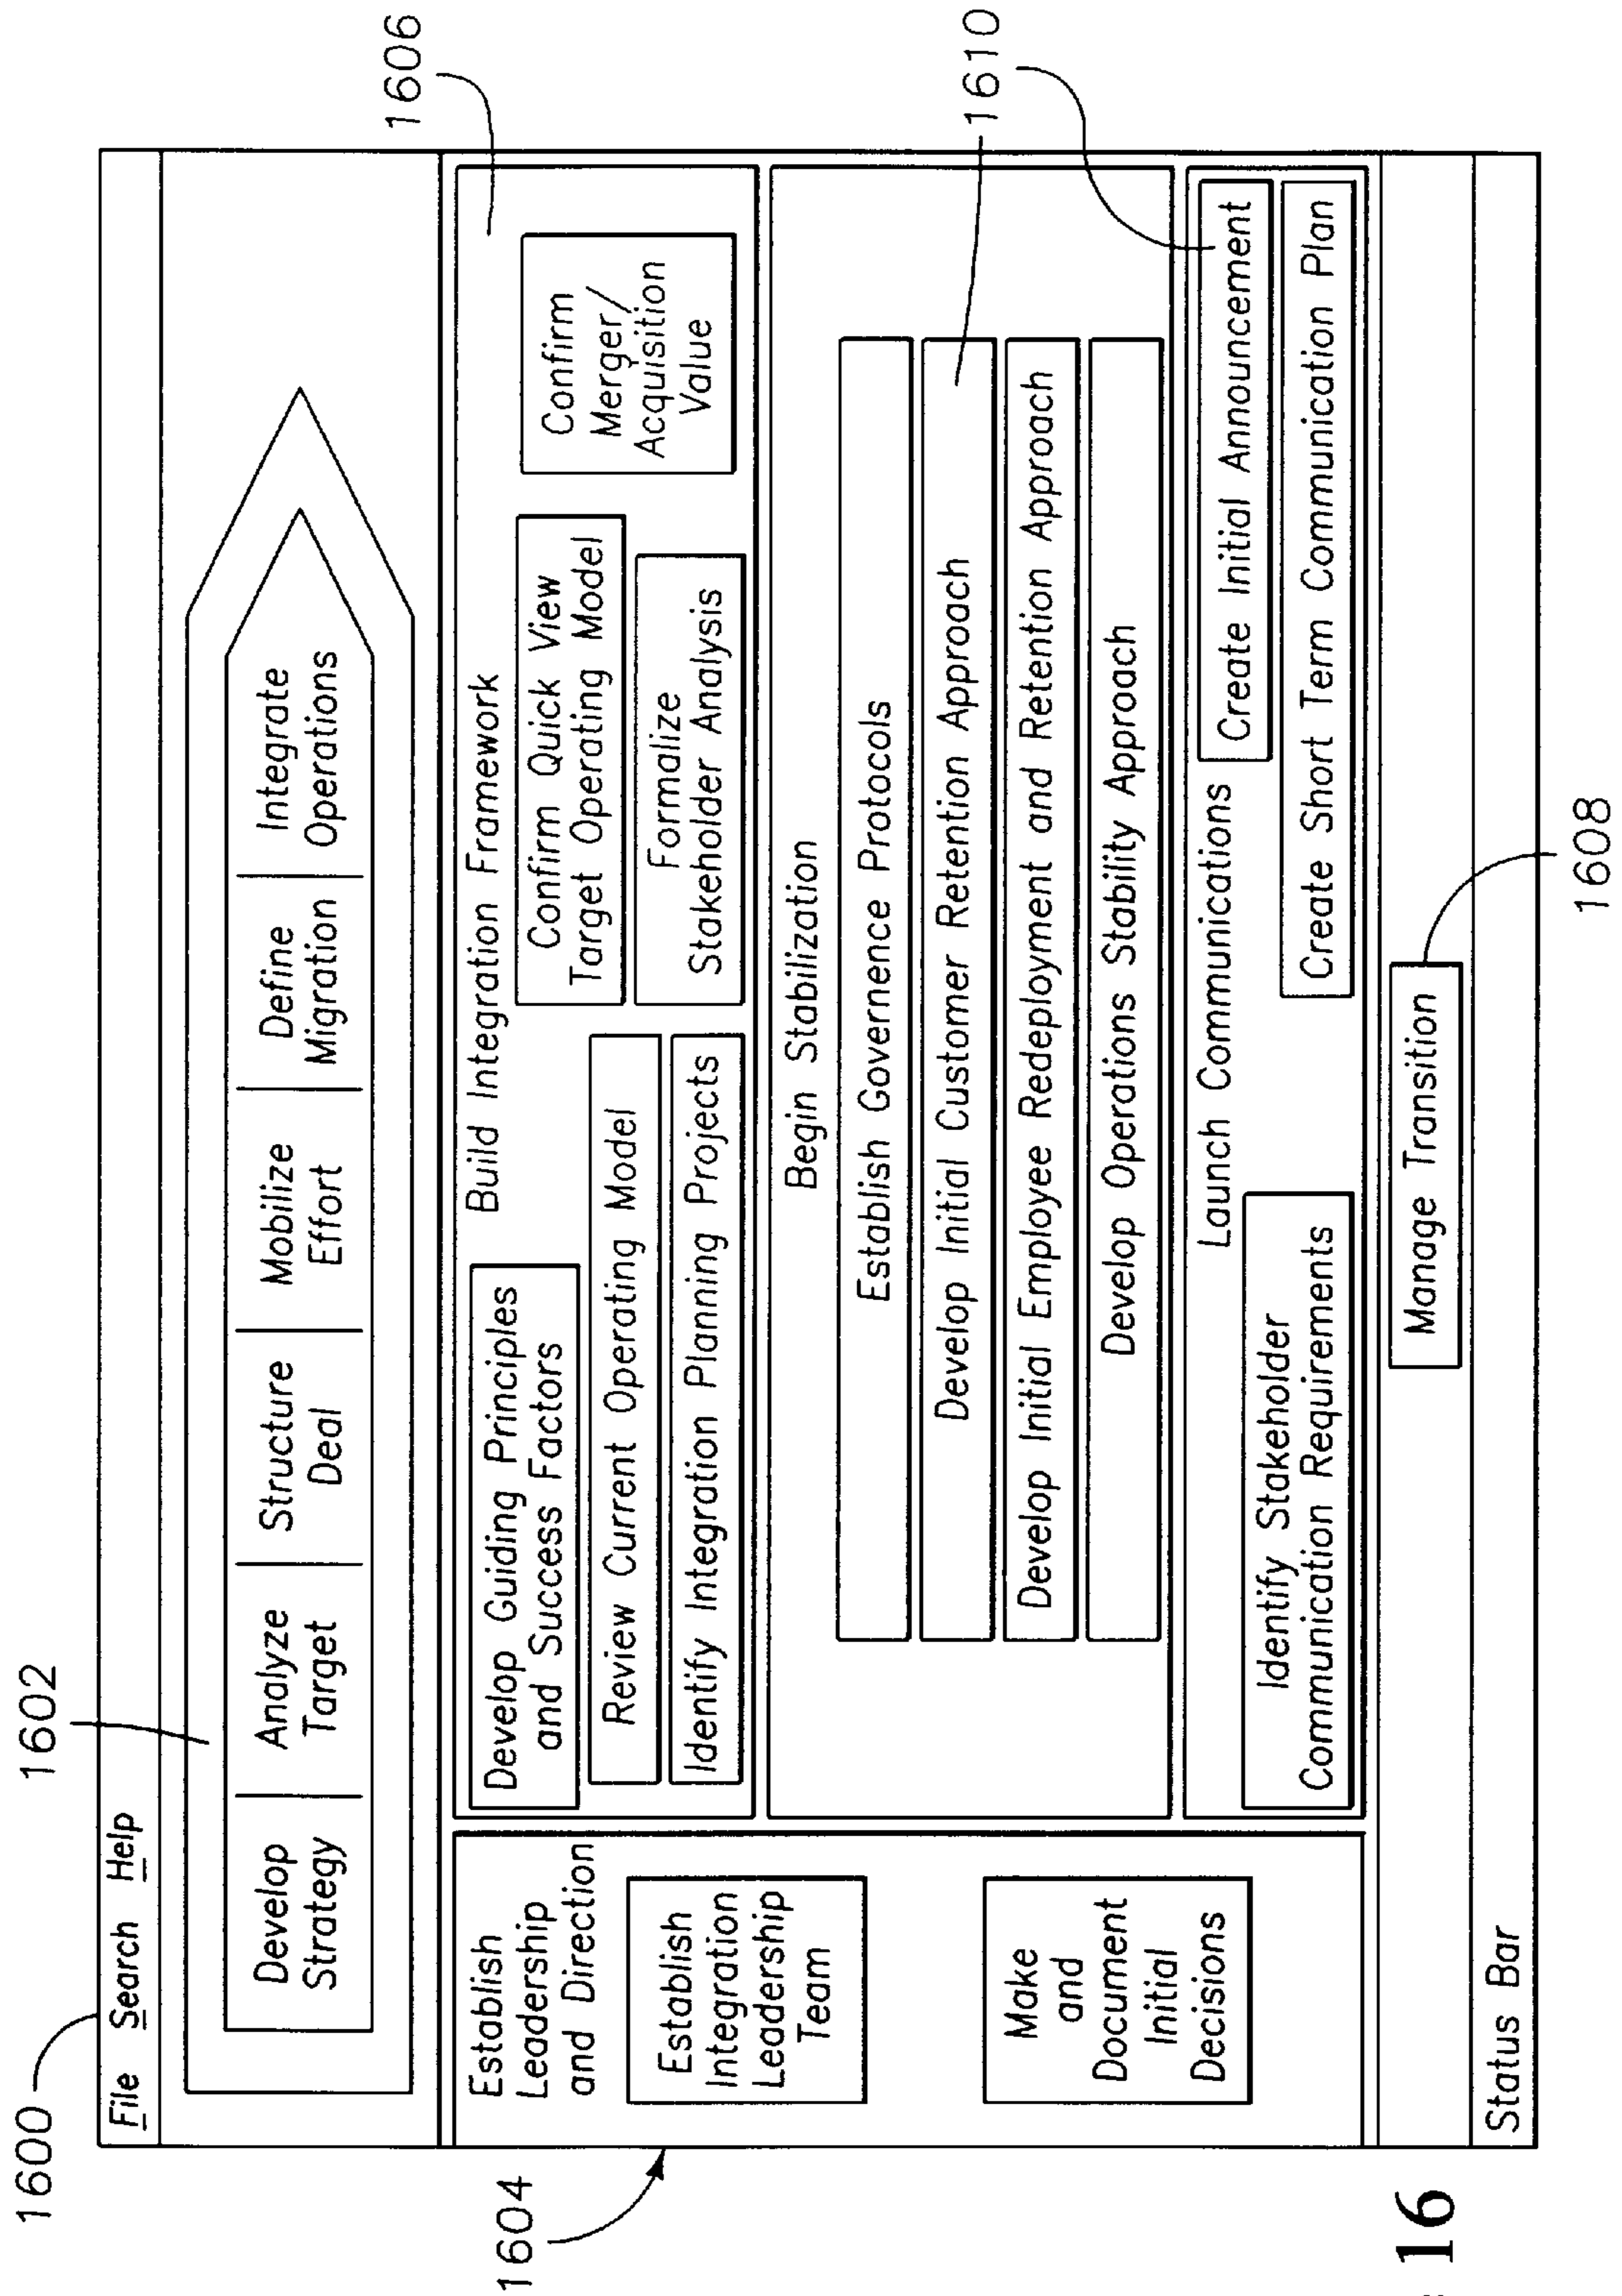 1600
File Search Help
1602
Develop
Strategy
Analyze
Target
Structure
Deal
Mobilize
Effort
Define
Migration
Integrate
Operations
1604
Establish
Leadership
and Direction
Establish
Integration
Leadership
Team
Make
and
Document
Initial
Decisions
1606
Build Integration Framework
Develop Guiding Principles
and Success Factors
Review Current Operating Model
Identify Integration Planning Projects
Confirm Quick View
Target Operating Model
Formalize
Stakeholder Analysis
Confirm
Merger/
Acquisition
Value
Begin Stabilization
Establish Governence Protocols
Develop Initial Customer Retention Approach
Develop Initial Employee Redeployment and Retention Approach
Develop Operations Stability Approach
1610
Launch Communications
Identify Stakeholder
Communication Requirements
Create Initial Announcement
Create Short Term Communication Plan
Manage Transition
1608
Status Bar
16